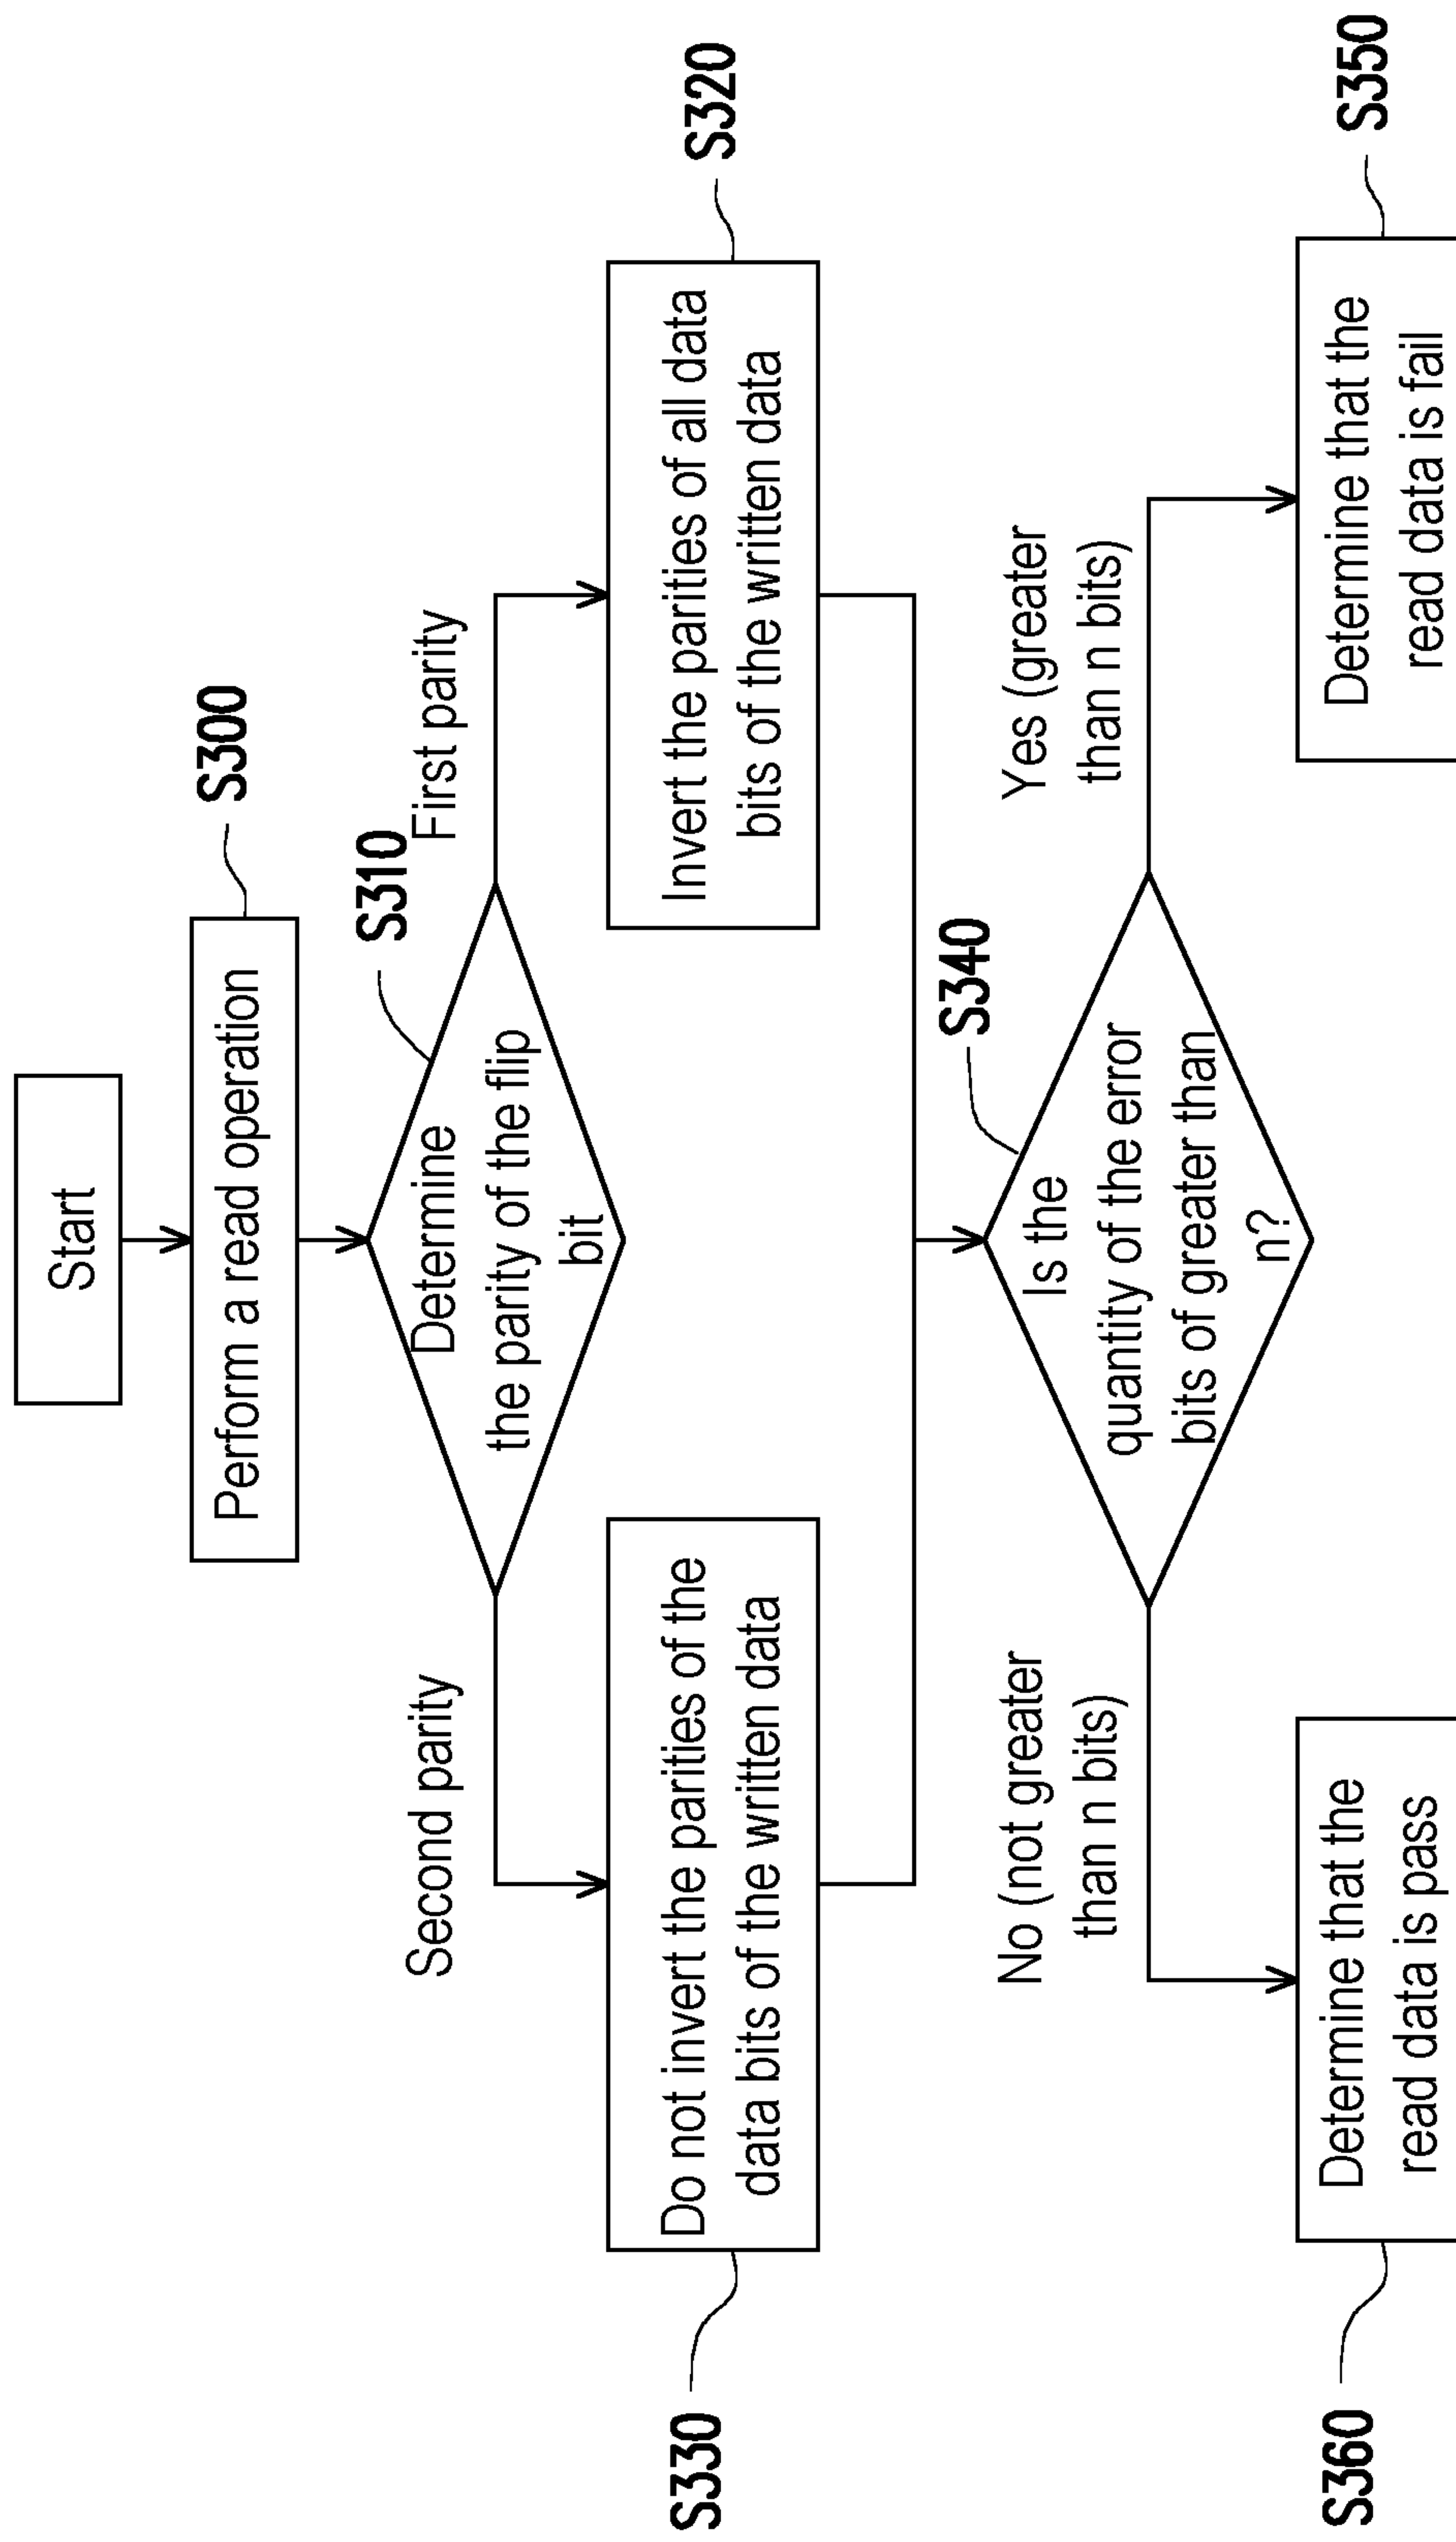 Start
Perform a read operation
S300
Determine
the parity of the flip
bit
S310
Second parity
First parity
Do not invert the parities of the
data bits of the written data
S330
Invert the parities of all data
bits of the written data
S320
Is the
quantity of the error
bits of greater than
n?
S340
No (not greater
than n bits)
Yes (greater
than n bits)
Determine that the
read data is pass
S360
Determine that the
read data is fail
S350